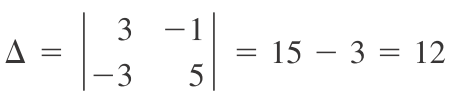 Δ = | 3 −1 | = 15 − 3 = 12
| −3 5 |